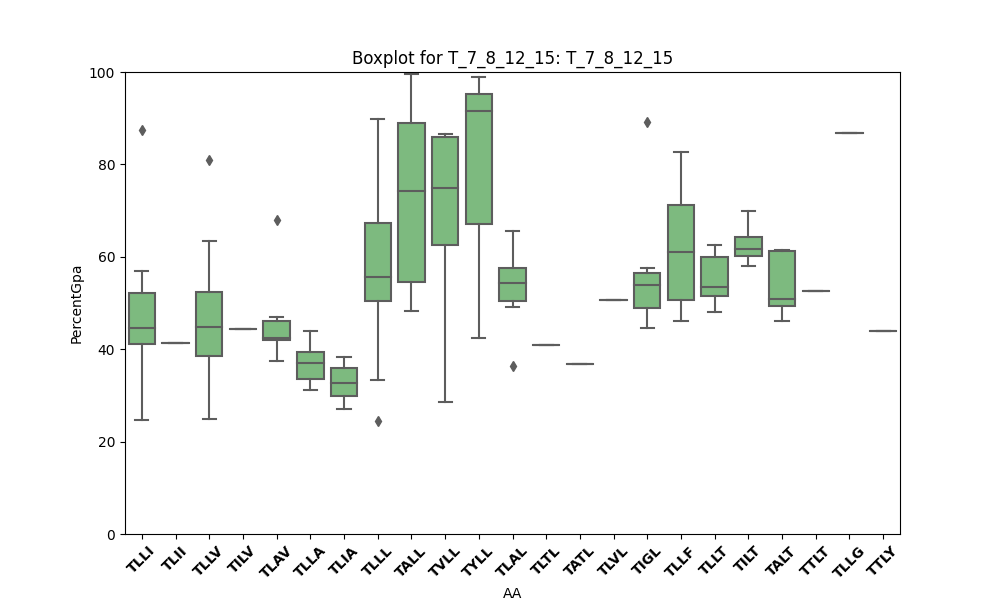 Boxplot for T_7_8_12_15: T_7_8_12_15
100
80
60
40
20
0
PercentGpa
TLLI TLII TLLV TILV TLAV TLLA TLIA TLLL TALL TVLL TYLL TLAL TLTL TATL TLVL TIGL TLLF TLLT TILT TALT TTLT TLLG TTLY
AA